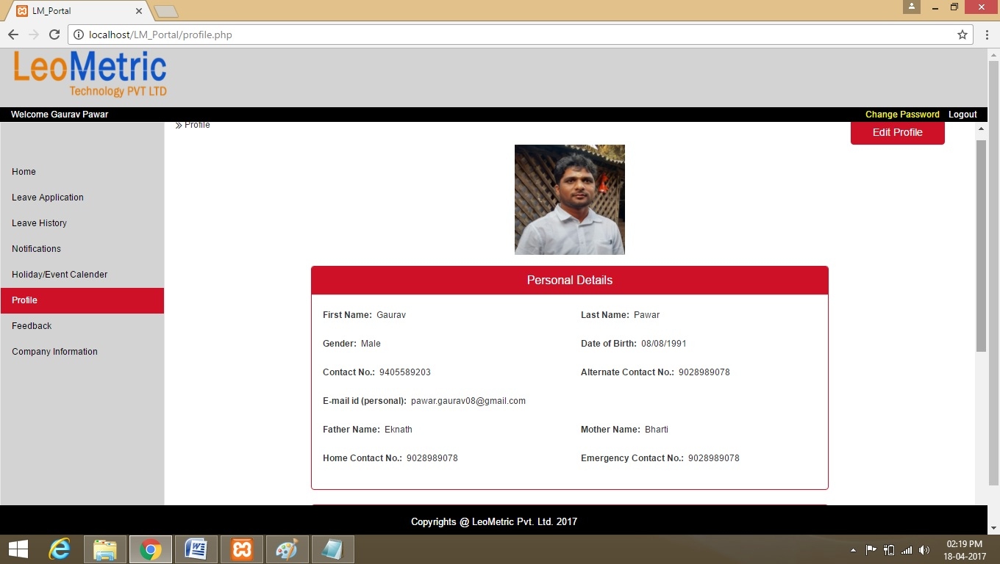 LM_Portal
localhost/LM_Portal/profile.php
LeoMetric
Technology PVT LTD
Welcome Gaurav Pawar Change Password Logout
» Profile Edit Profile
Home
Leave Application
Leave History
Notifications
Holiday/Event Calender
Profile
Feedback
Company Information
Personal Details
First Name: Gaurav Last Name: Pawar
Gender: Male Date of Birth: 08/08/1991
Contact No.: 9405589203 Alternate Contact No.: 9028989078
E-mail id (personal): pawar.gaurav08@gmail.com
Father Name: Eknath Mother Name: Bharti
Home Contact No.: 9028989078 Emergency Contact No.: 9028989078
Copyrights @ LeoMetric Pvt. Ltd. 2017
02:19 PM
18-04-2017